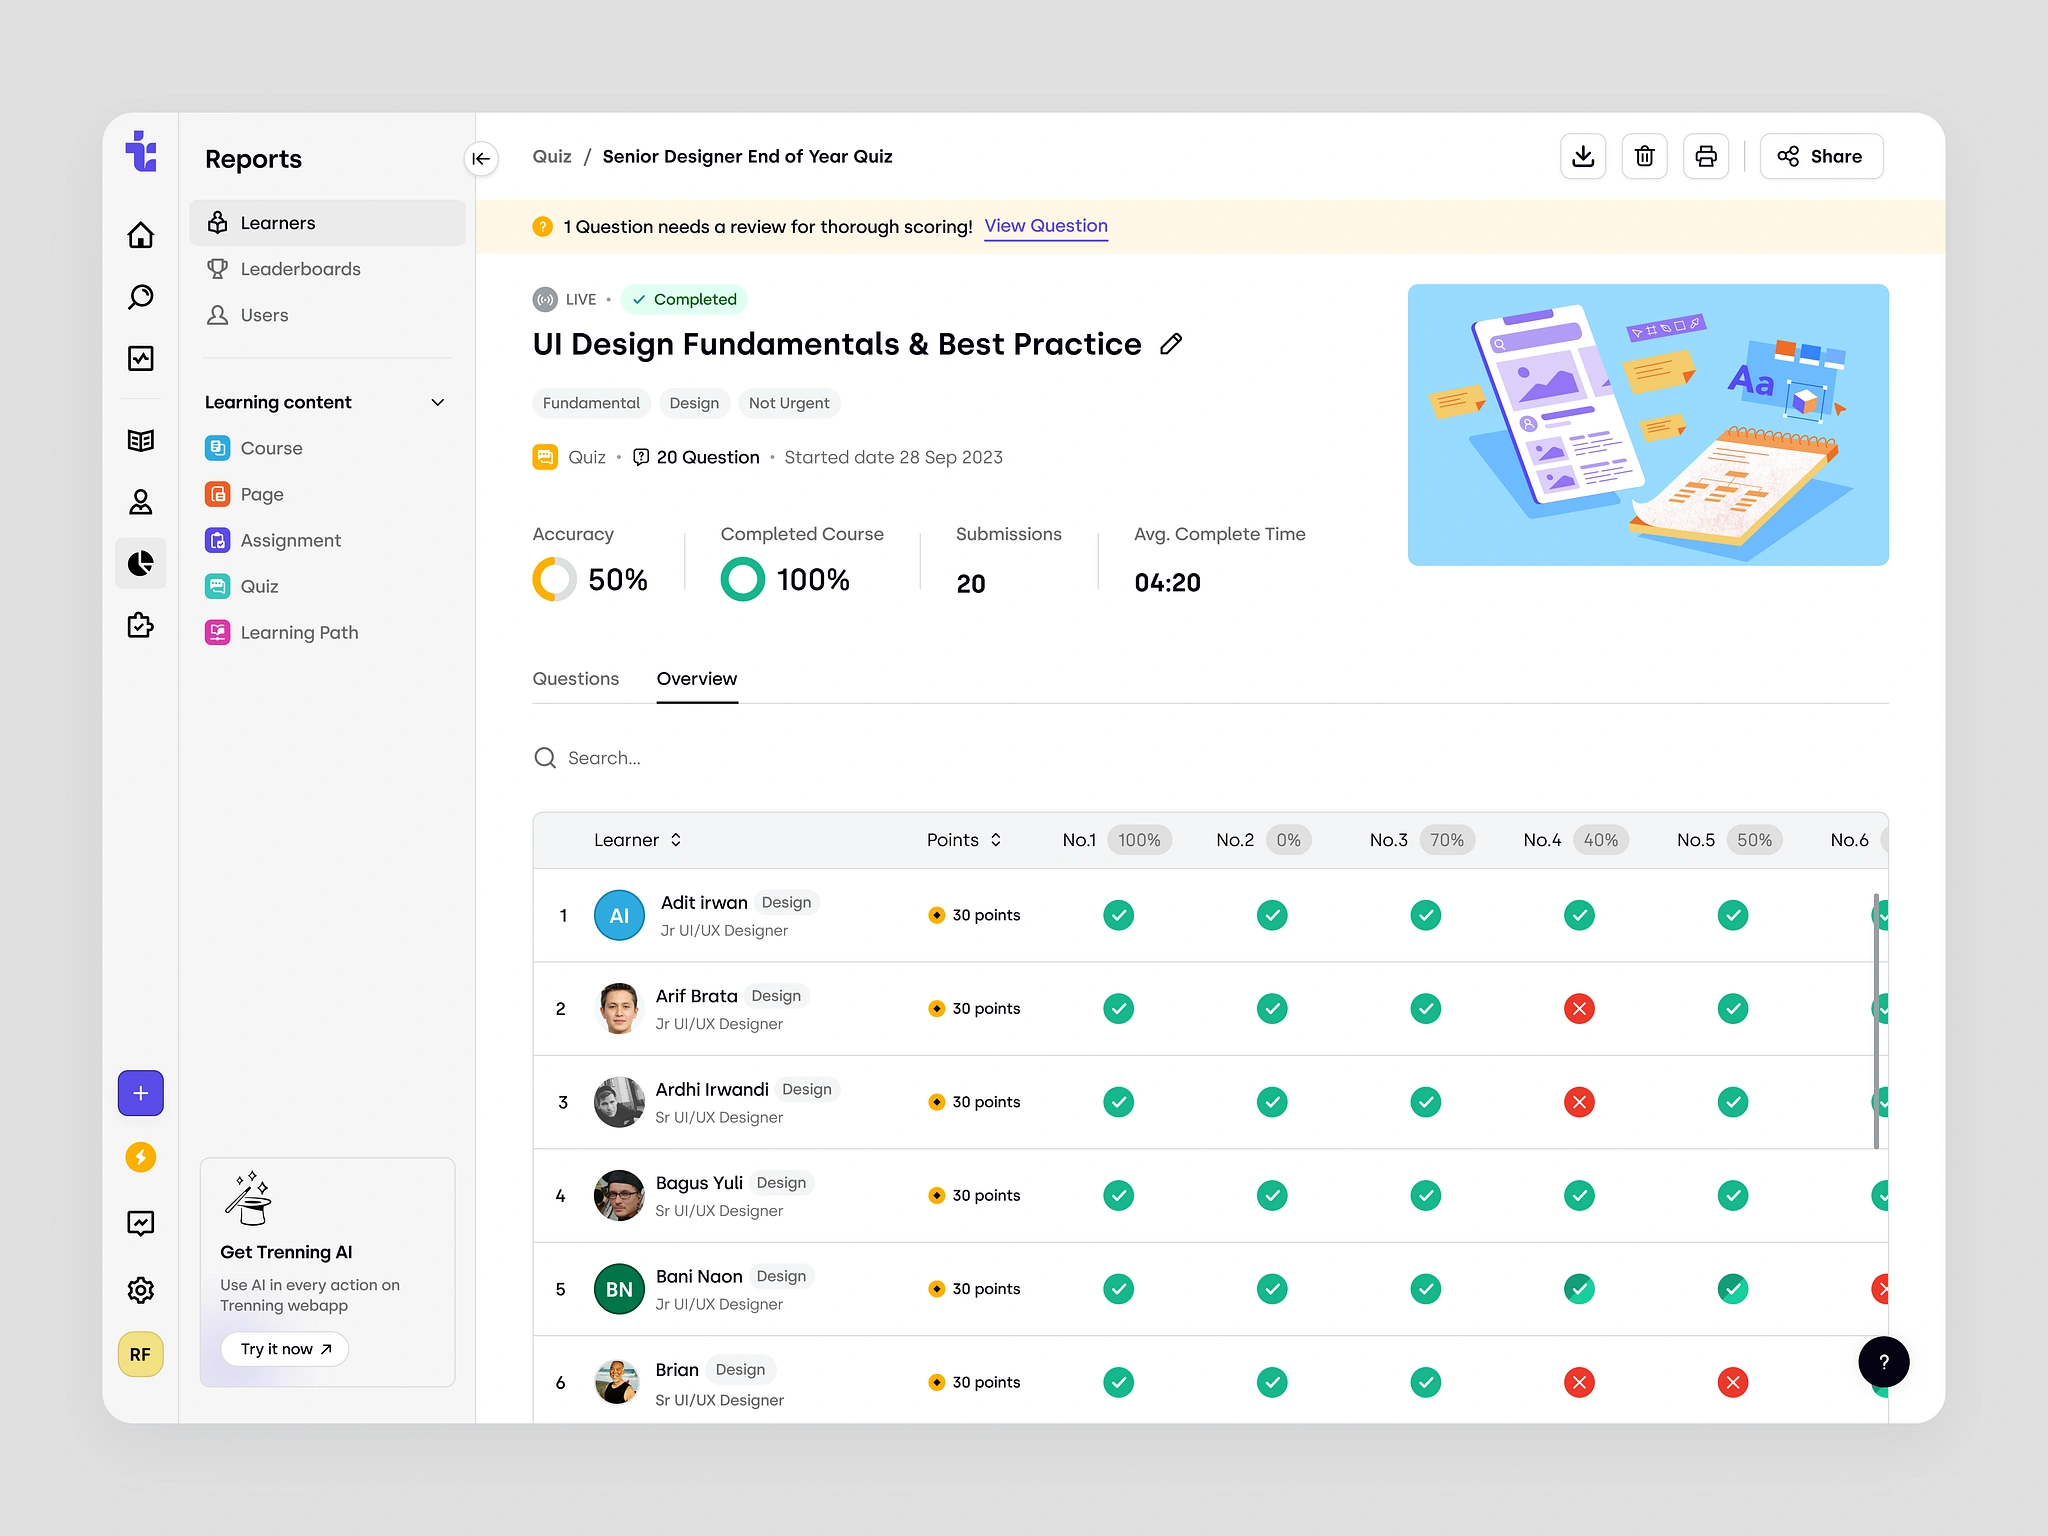 Reports
Learners
Leaderboards
Users
Learning content
Course
Page
Assignment
Quiz
Learning Path
Get Trenning AI
Use AI in every action on
Trenning webapp
Try it now
RF
Quiz / Senior Designer End of Year Quiz
Share
? 1 Question needs a review for thorough scoring! View Question
LIVE • Completed
UI Design Fundamentals & Best Practice
Fundamental Design Not Urgent
Quiz • 20 Question • Started date 28 Sep 2023
Aa
Accuracy Completed Course Submissions Avg. Complete Time
50% 100% 20 04:20
Questions Overview
Search...
Learner Points No.1 100% No.2 0% No.3 70% No.4 40% No.5 50% No.6
1 AI Adit irwan Design 30 points
Jr UI/UX Designer
2 Arif Brata Design 30 points
Jr UI/UX Designer
3 Ardhi Irwandi Design 30 points
Sr UI/UX Designer
4 Bagus Yuli Design 30 points
Sr UI/UX Designer
5 BN Bani Naon Design 30 points
Jr UI/UX Designer
6 Brian Design 30 points
Sr UI/UX Designer
?